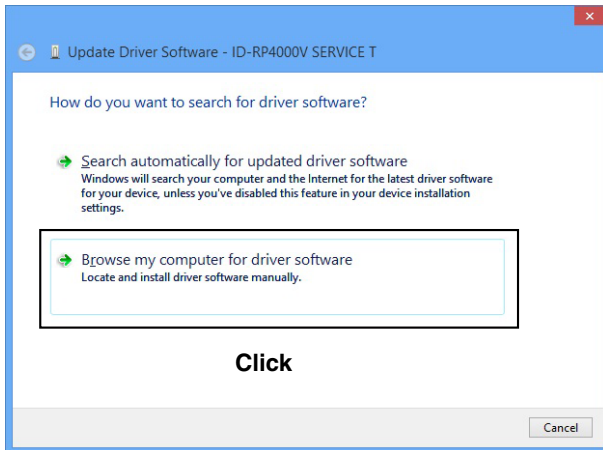 Update Driver Software - ID-RP4000V SERVICE T
How do you want to search for driver software?
Search automatically for updated driver software
Windows will search your computer and the Internet for the latest driver software
for your device, unless you've disabled this feature in your device installation
settings.
Browse my computer for driver software
Locate and install driver software manually.
Click
Cancel